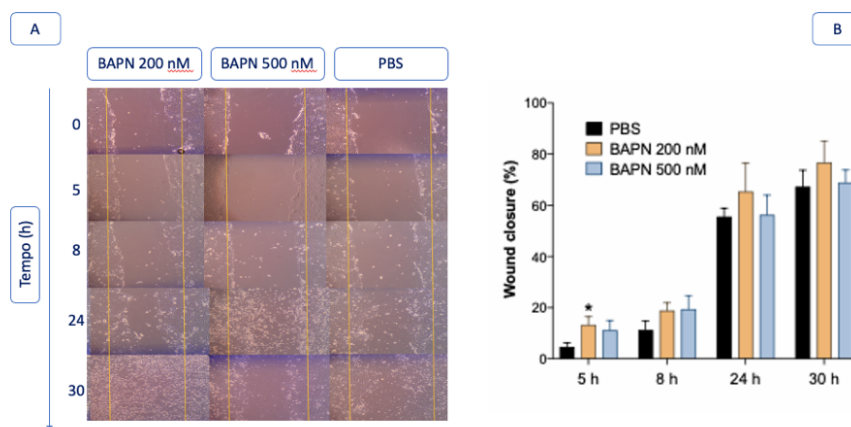 A
B
BAPN 200 nM
BAPN 500 nM
PBS
Tempo (h)
0
5
8
24
30
Wound closure (%)
100
80
60
40
20
0
PBS
BAPN 200 nM
BAPN 500 nM
*
5 h
8 h
24 h
30 h